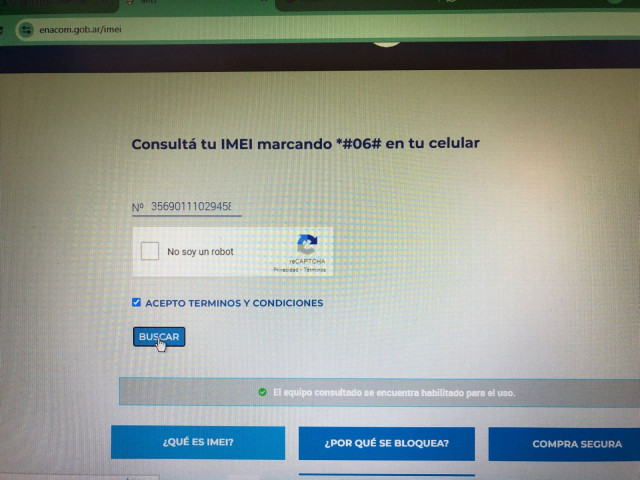 enacom.gob.ar/imei
Consultá tu IMEI marcando *#06# en tu celular
Nº 35690111029458
No soy un robot
reCAPTCHA
Privacidad - Términos
ACEPTO TERMINOS Y CONDICIONES
BUSCAR
El equipo consultado se encuentra habilitado para el uso.
¿QUÉ ES IMEI?
¿POR QUÉ SE BLOQUEA?
COMPRA SEGURA